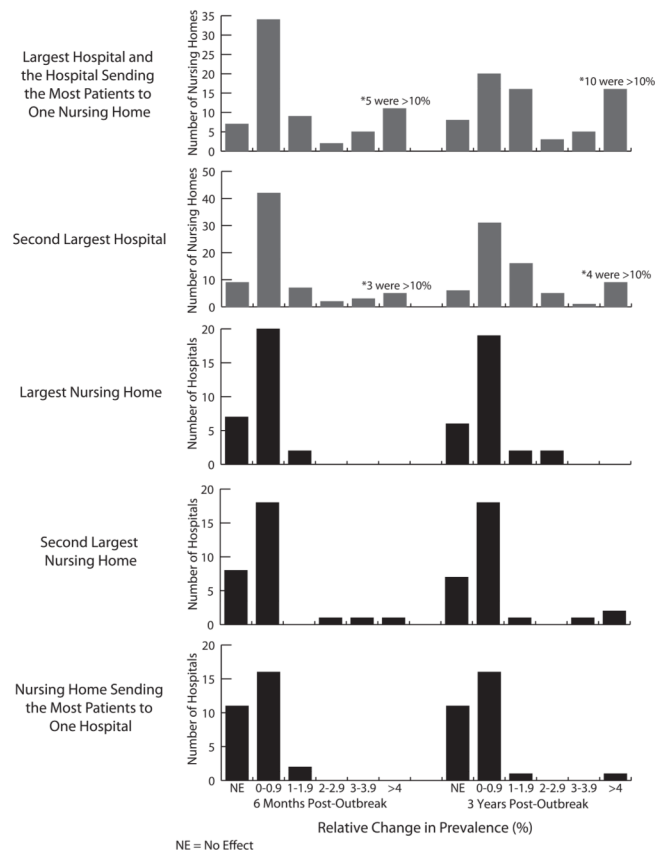 Largest Hospital and
the Hospital Sending
the Most Patients to
One Nursing Home
Number of Nursing Homes
35
30
25
20
15
10
5
0
*5 were >10%
*10 were >10%
Second Largest Hospital
Number of Nursing Homes
50
40
30
20
10
0
*3 were >10%
*4 were >10%
Largest Nursing Home
Number of Hospitals
20
15
10
5
0
Second Largest
Nursing Home
Number of Hospitals
20
15
10
5
0
Nursing Home Sending
the Most Patients to
One Hospital
Number of Hospitals
20
15
10
5
0
NE 0-0.9 1-1.9 2-2.9 3-3.9 >4 NE 0-0.9 1-1.9 2-2.9 3-3.9 >4
6 Months Post-Outbreak 3 Years Post-Outbreak
Relative Change in Prevalence (%)
NE = No Effect